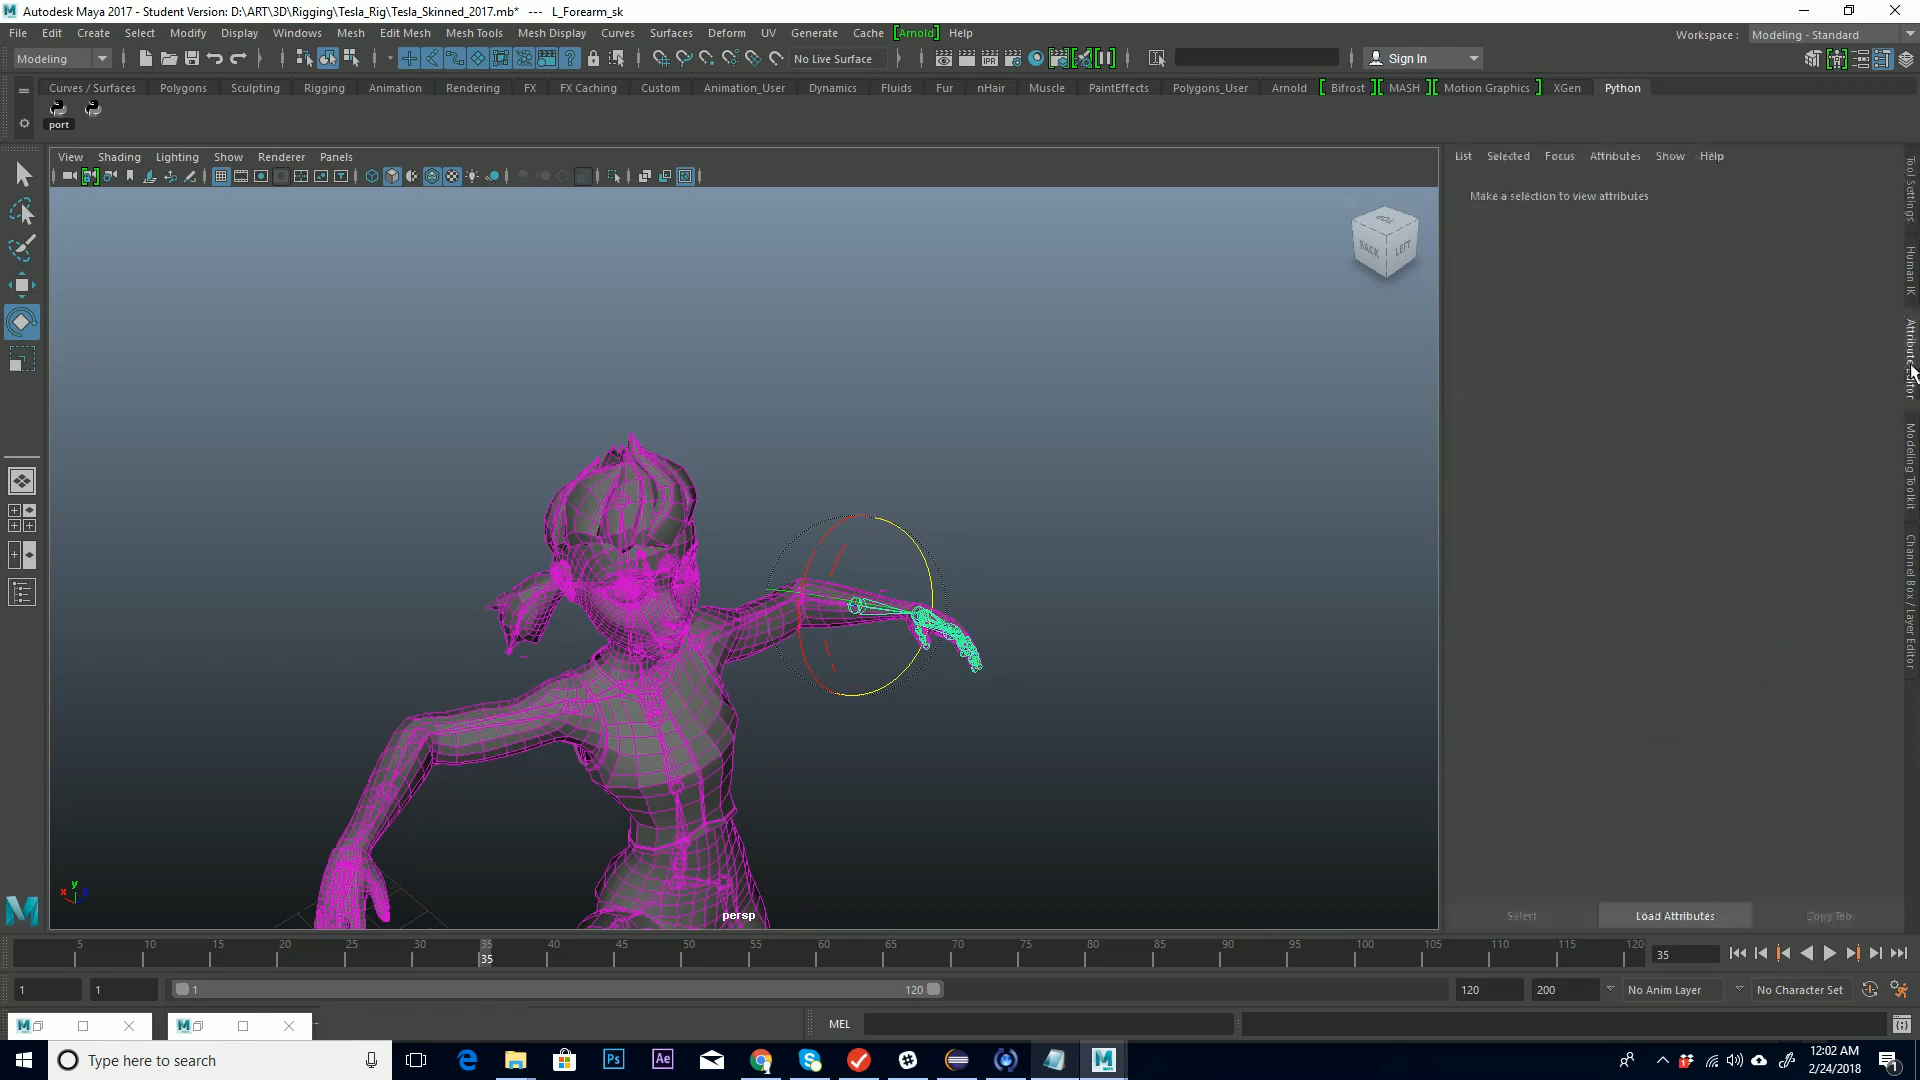 Autodesk Maya 2017 - Student Version: D:\ART\3D\Rigging\Tesla_Rig\Tesla_Skinned_2017.mb* --- L_Forearm_sk
File Edit Create Select Modify Display Windows Mesh Edit Mesh Mesh Tools Mesh Display Curves Surfaces Deform UV Generate Cache [Arnold] Help
Workspace : Modeling - Standard
Modeling No Live Surface IPR Sign In
Curves / Surfaces Polygons Sculpting Rigging Animation Rendering FX FX Caching Custom Animation_User Dynamics Fluids Fur nHair Muscle PaintEffects Polygons_User Arnold [ Bifrost ] [ MASH ] [ Motion Graphics ] XGen Python
port
View Shading Lighting Show Renderer Panels
List Selected Focus Attributes Show Help
Make a selection to view attributes
TOP
BACK LEFT
Tool Settings
Human IK
Attribute Editor
Modeling Toolkit
Channel Box / Layer Editor
y
x
persp
Select Load Attributes Copy Tab
5 10 15 20 25 30 35 40 45 50 55 60 65 70 75 80 85 90 95 100 105 110 115 120
35
35
1 1 1 120 120 200 No Anim Layer No Character Set
MEL
Type here to search
Ps Ae
12:02 AM
2/24/2018
1